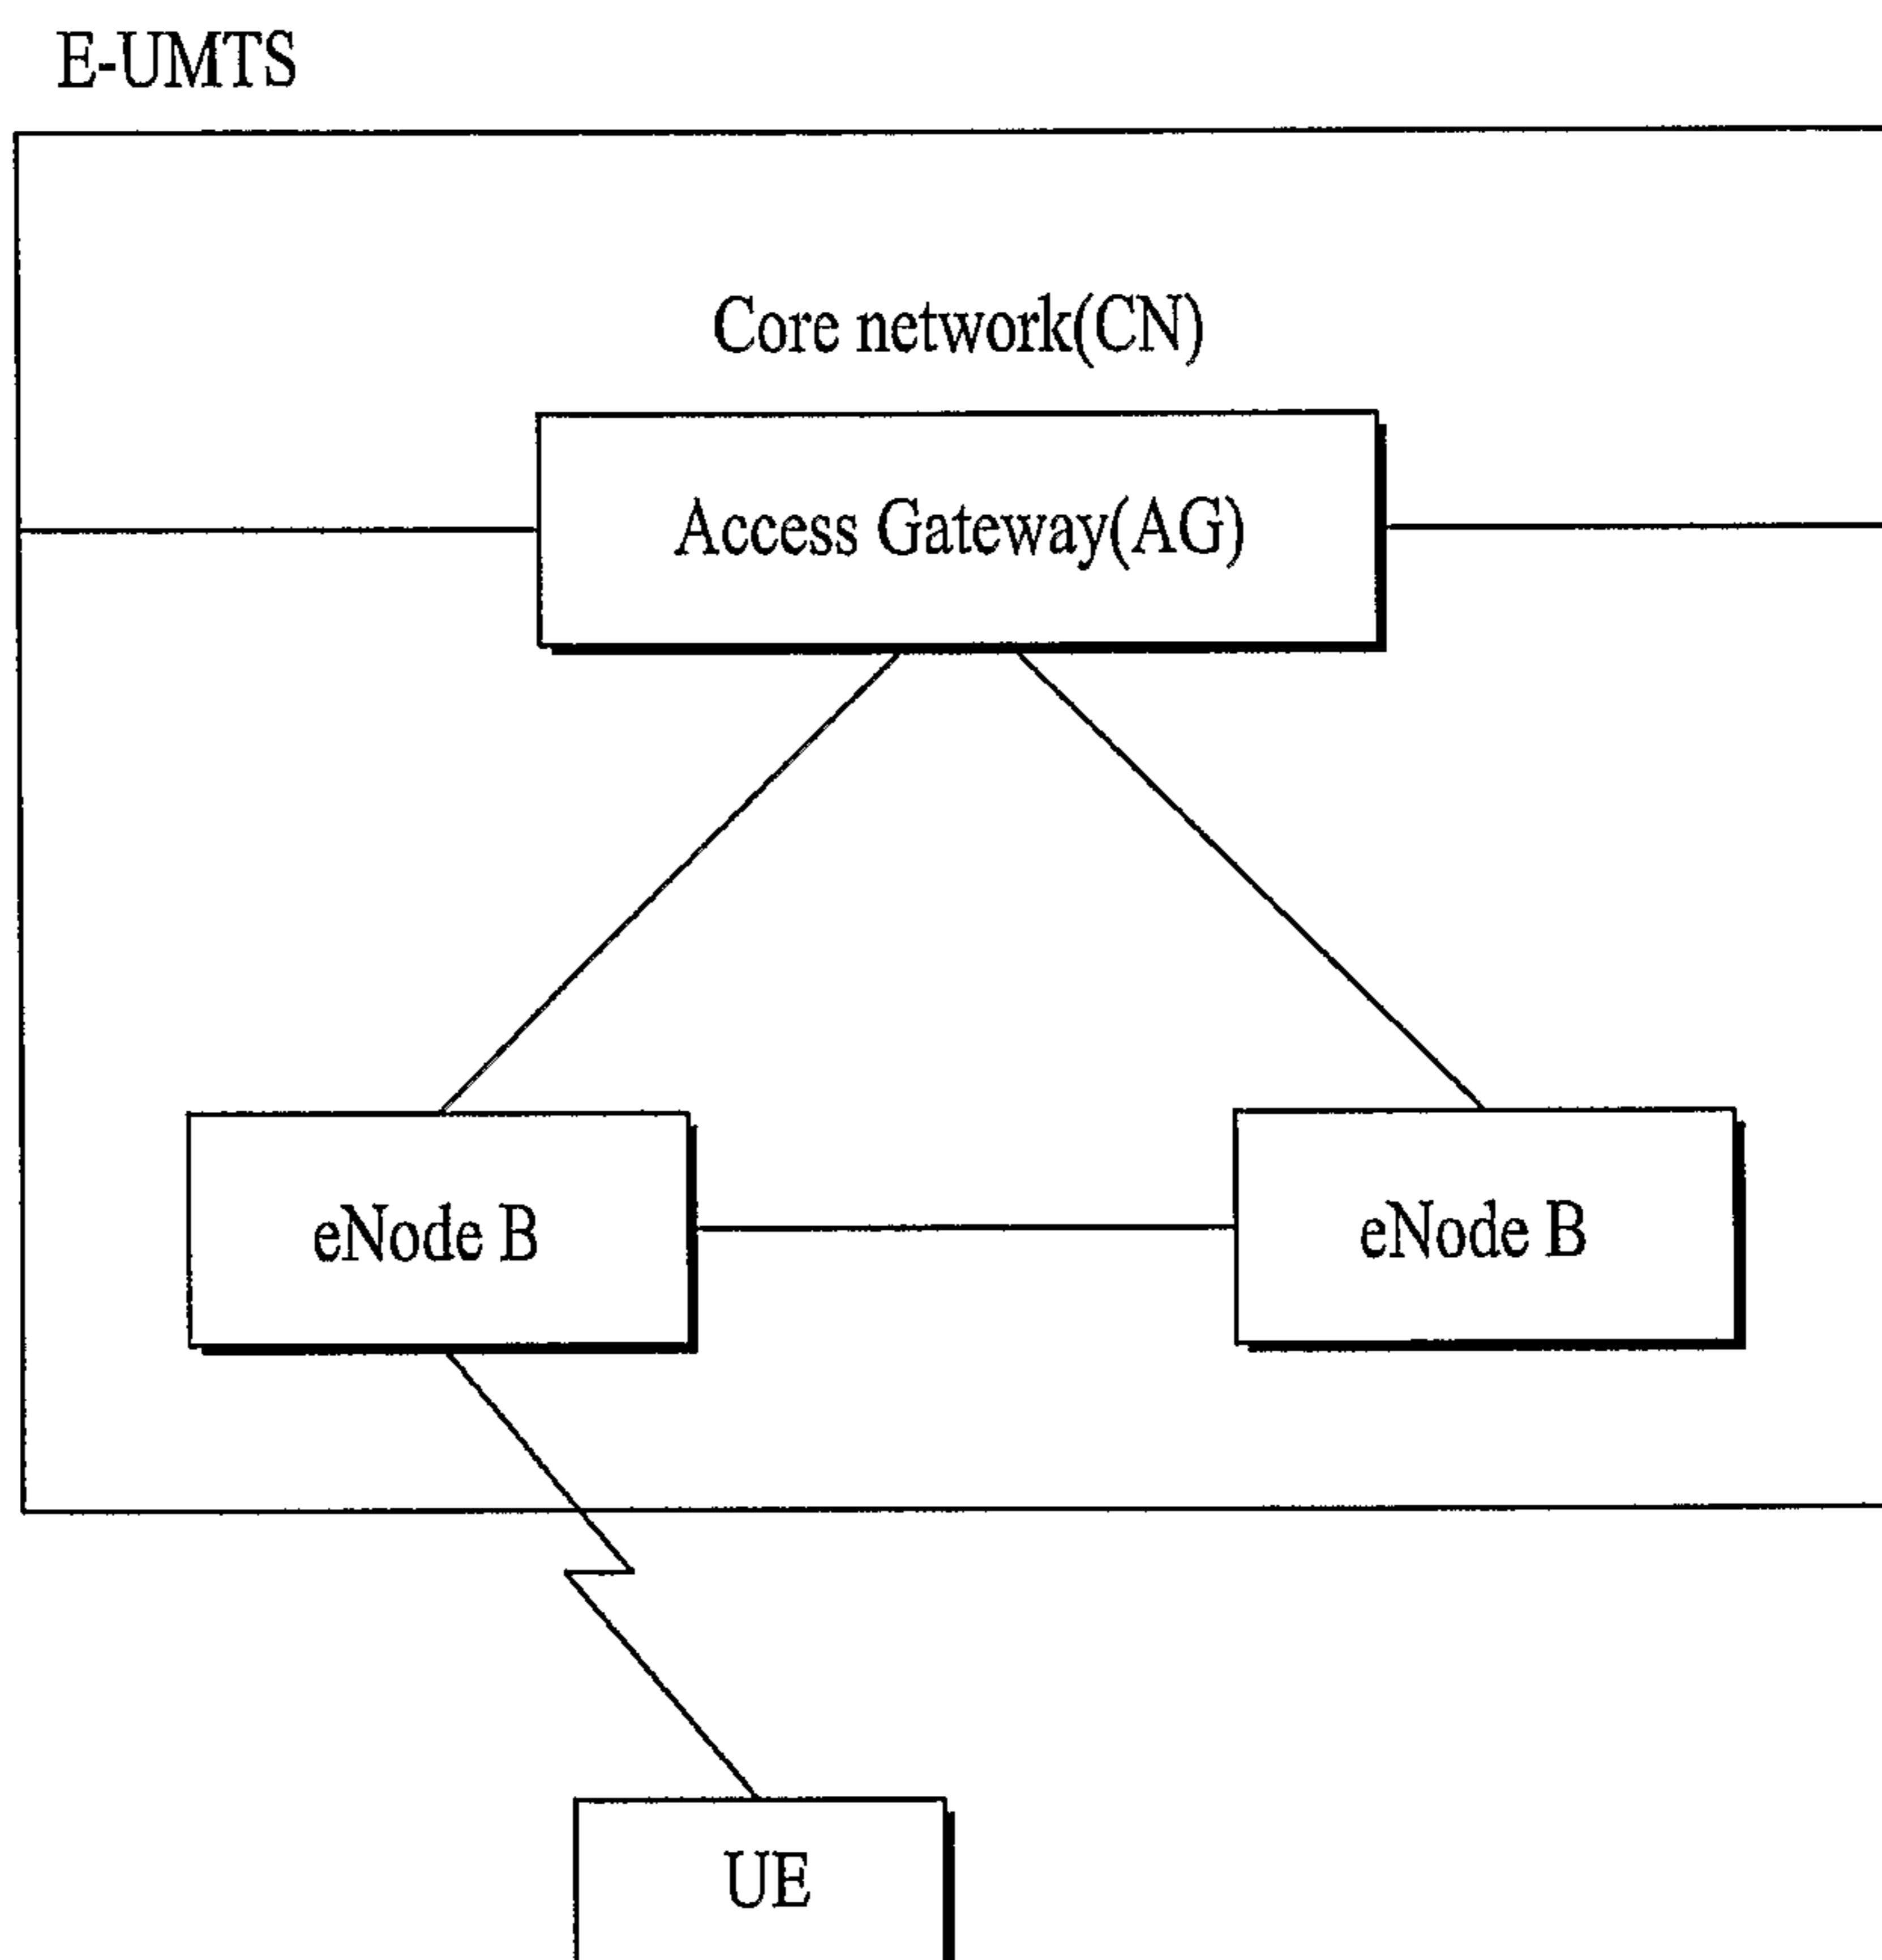 E-UMTS
Core network(CN)
Access Gateway(AG)
eNode B
eNode B
UE